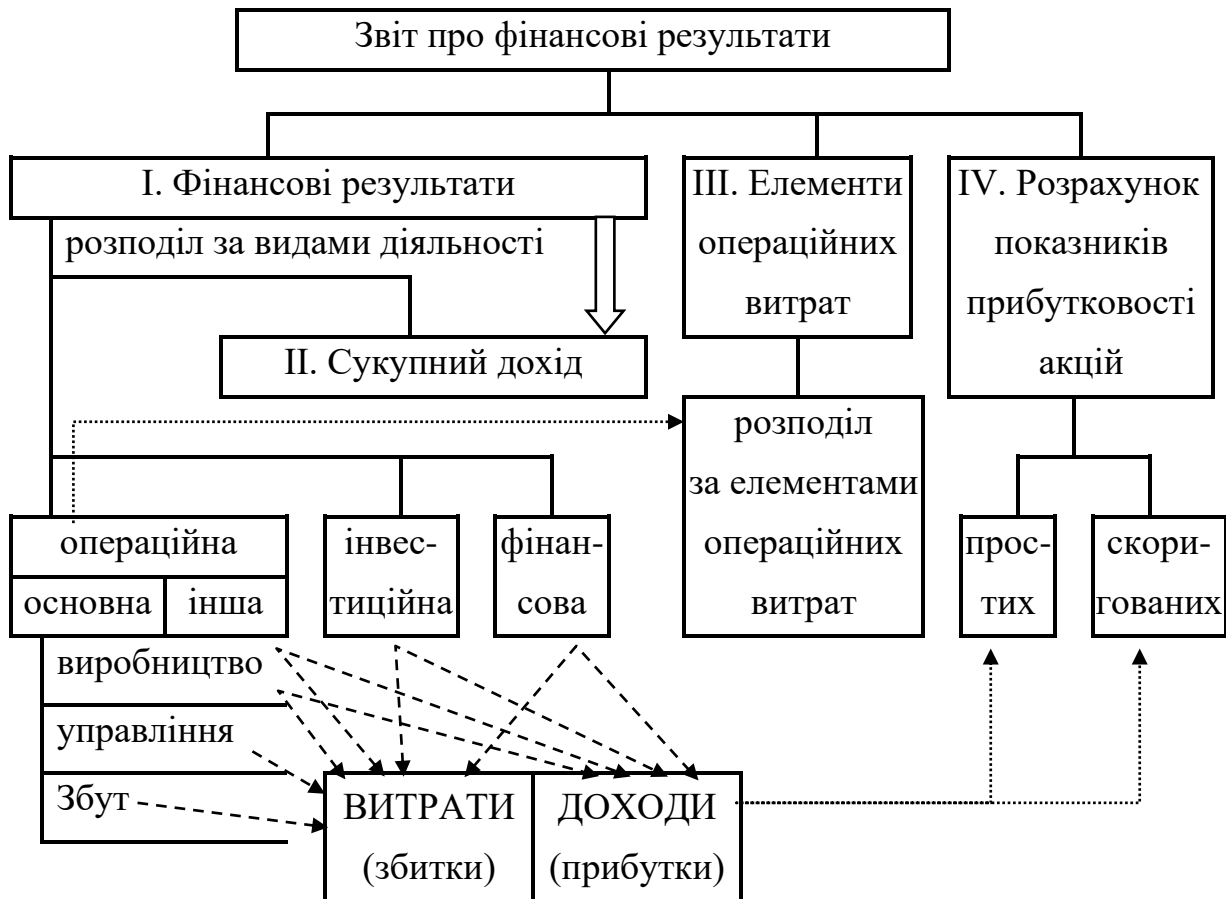 Звіт про фінансові результати
І. Фінансові результати
розподіл за видами діяльності
ІІ. Сукупний дохід
ІІІ. Елементи
операційних
витрат
IV. Розрахунок
показників
прибутковості
акцій
розподіл
за елементами
операційних
витрат
операційна
основна
інша
інвес-
тиційна
фінан-
сова
прос-
тих
скори-
гованих
виробництво
управління
Збут
ВИТРАТИ
(збитки)
ДОХОДИ
(прибутки)